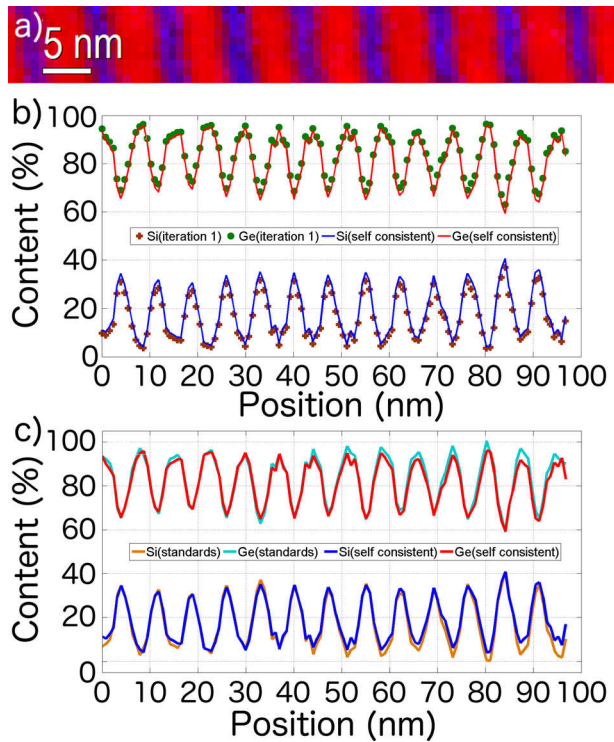 a)
5 nm
b)
100
80
60
40
20
0
Content (%)
Si(iteration 1) Ge(iteration 1) Si(self consistent) Ge(self consistent)
0 10 20 30 40 50 60 70 80 90 100
Position (nm)
c)
100
80
60
40
20
0
Content (%)
Si(standards) Ge(standards) Si(self consistent) Ge(self consistent)
0 10 20 30 40 50 60 70 80 90 100
Position (nm)